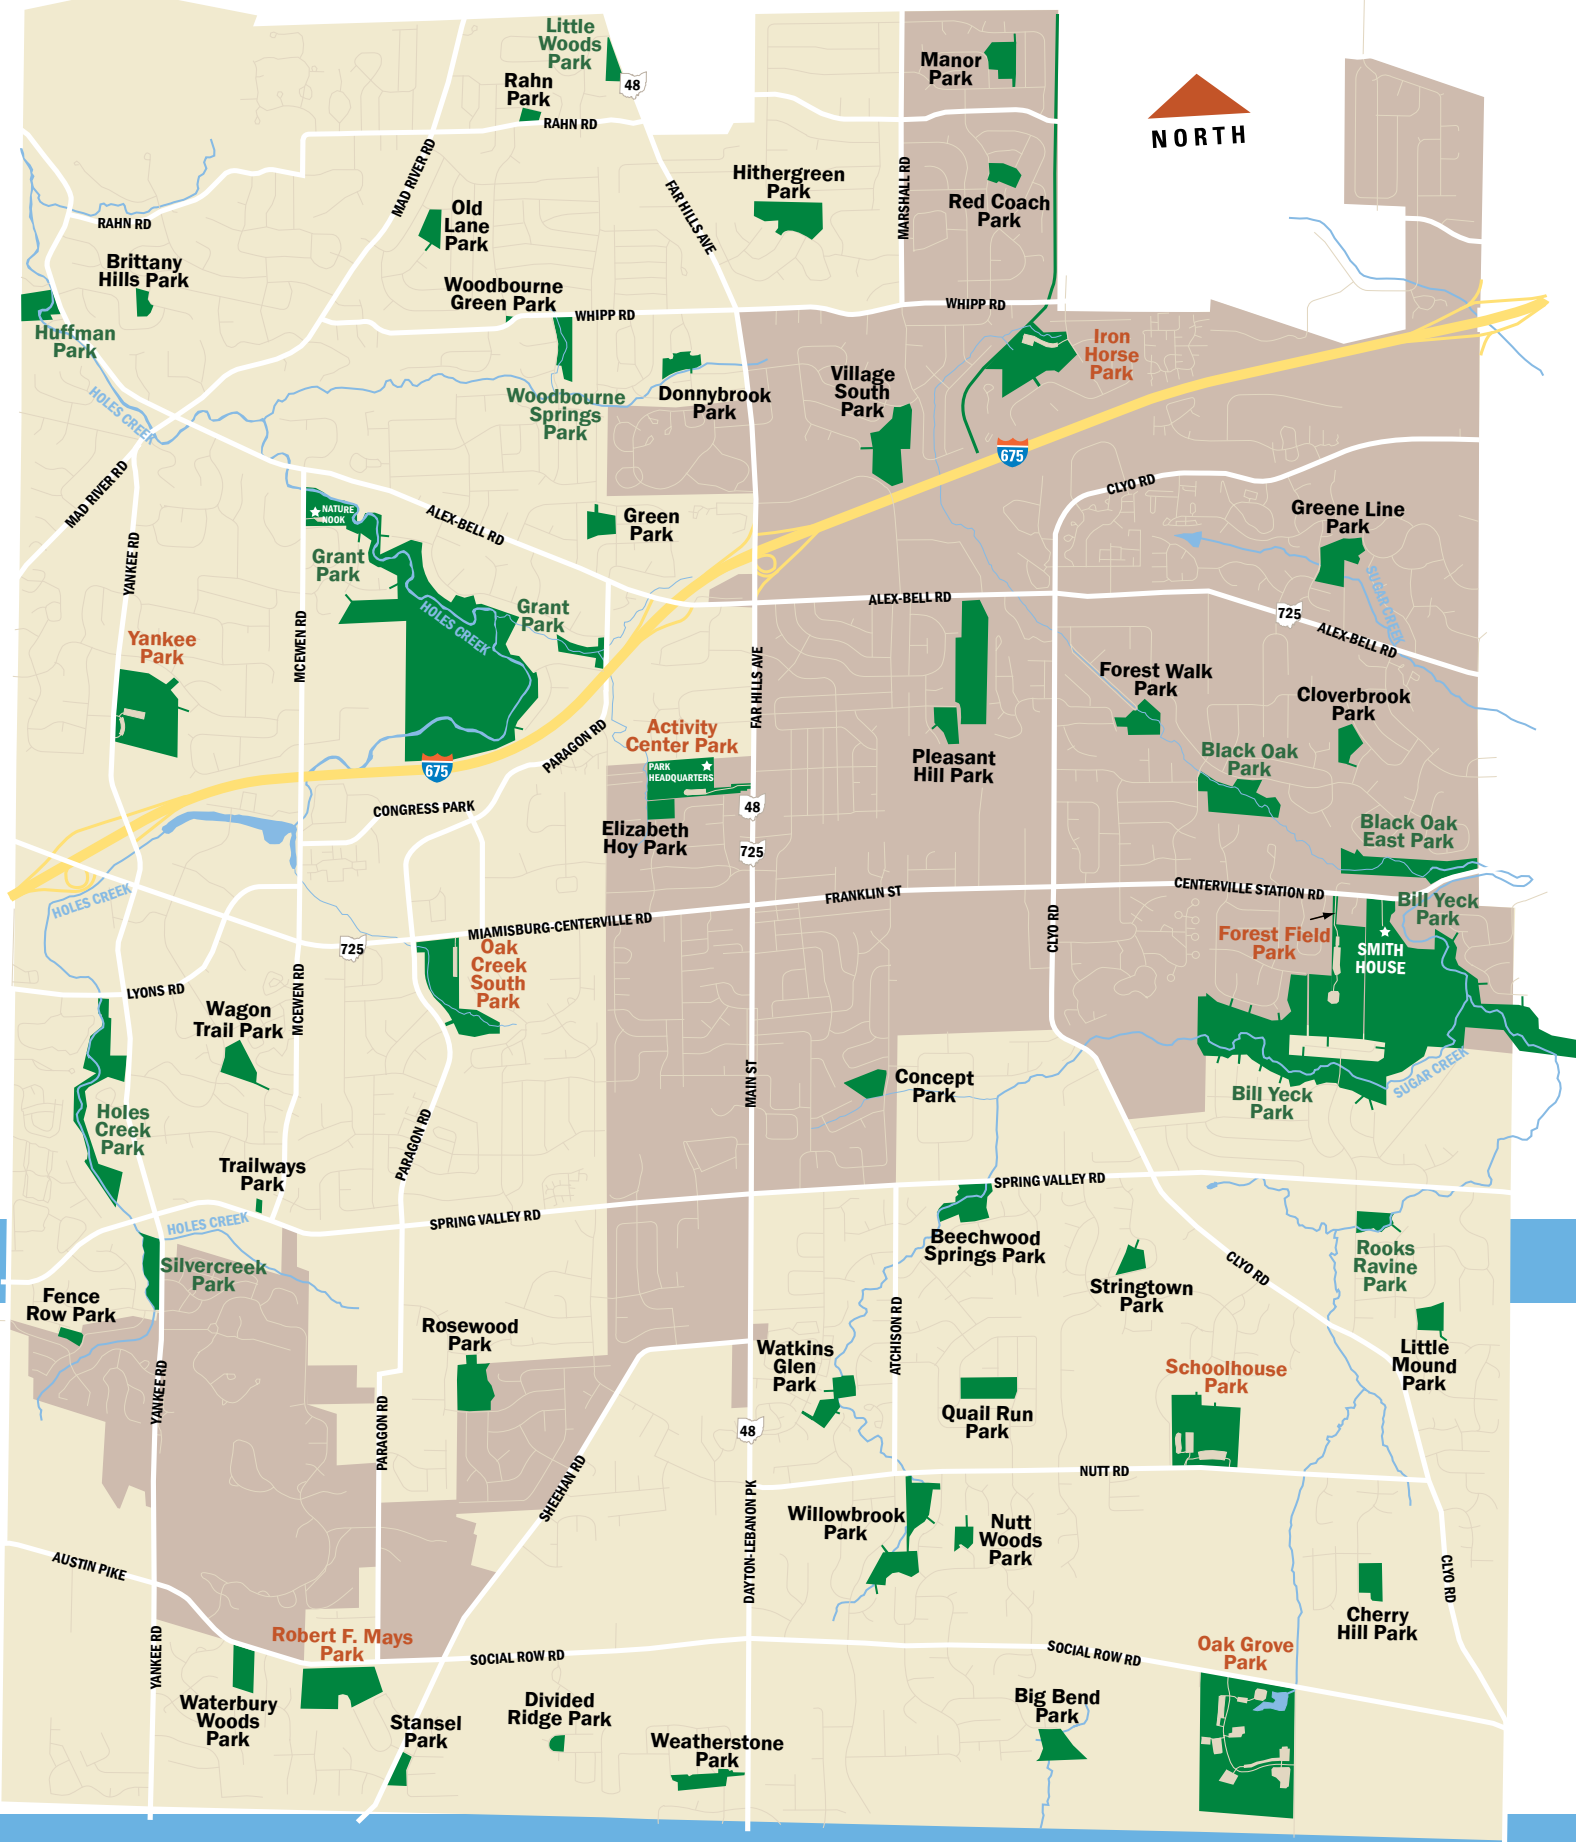 Little
Woods
Park
48
Rahn
Park
RAHN RD
Manor
Park
NORTH
MAD RIVER RD
Hithergreen
Park
MARSHALL RD
FAR HILLS AVE
Red Coach
Park
Old
Lane
Park
RAHN RD
Brittany
Hills Park
Woodbourne
Green Park
WHIPP RD
WHIPP RD
Huffman
Park
Iron
Horse
Park
Village
South
Park
Woodbourne
Springs
Park
Donnybrook
Park
HOLES CREEK
675
MAD RIVER RD
CLYO RD
NATURE
NOOK
ALEX-BELL RD
Green
Park
Greene Line
Park
YANKEE RD
Grant
Park
SUGAR CREEK
HOLES CREEK
Grant
Park
ALEX-BELL RD
725
ALEX-BELL RD
MCEWEN RD
Yankee
Park
FAR HILLS AVE
Forest Walk
Park
Cloverbrook
Park
Activity
Center Park
PARAGON RD
Pleasant
Hill Park
Black Oak
Park
675
PARK
HEADQUARTERS
CONGRESS PARK
48
Elizabeth
Hoy Park
725
Black Oak
East Park
HOLES CREEK
FRANKLIN ST
CENTERVILLE STATION RD
Bill Yeck
Park
MIAMISBURG-CENTERVILLE RD
725
CLYO RD
Forest Field
Park
SMITH
HOUSE
Oak
Creek
South
Park
LYONS RD
MCEWEN RD
Wagon
Trail Park
MAIN ST
Concept
Park
SUGAR CREEK
Bill Yeck
Park
Holes
Creek
Park
PARAGON RD
Trailways
Park
SPRING VALLEY RD
HOLES CREEK
SPRING VALLEY RD
Beechwood
Springs Park
Silvercreek
Park
Stringtown
Park
CLYO RD
Rooks
Ravine
Park
Fence
Row Park
Rosewood
Park
ATCHISON RD
Watkins
Glen
Park
Little
Mound
Park
YANKEE RD
Schoolhouse
Park
PARAGON RD
Quail Run
Park
48
SHEEHAN RD
NUTT RD
DAYTON-LEBANON PK
Willowbrook
Park
Nutt
Woods
Park
AUSTIN PIKE
CLYO RD
Cherry
Hill Park
YANKEE RD
Robert F. Mays
Park
SOCIAL ROW RD
SOCIAL ROW RD
Oak Grove
Park
Waterbury
Woods
Park
Stansel
Park
Divided
Ridge Park
Big Bend
Park
Weatherstone
Park